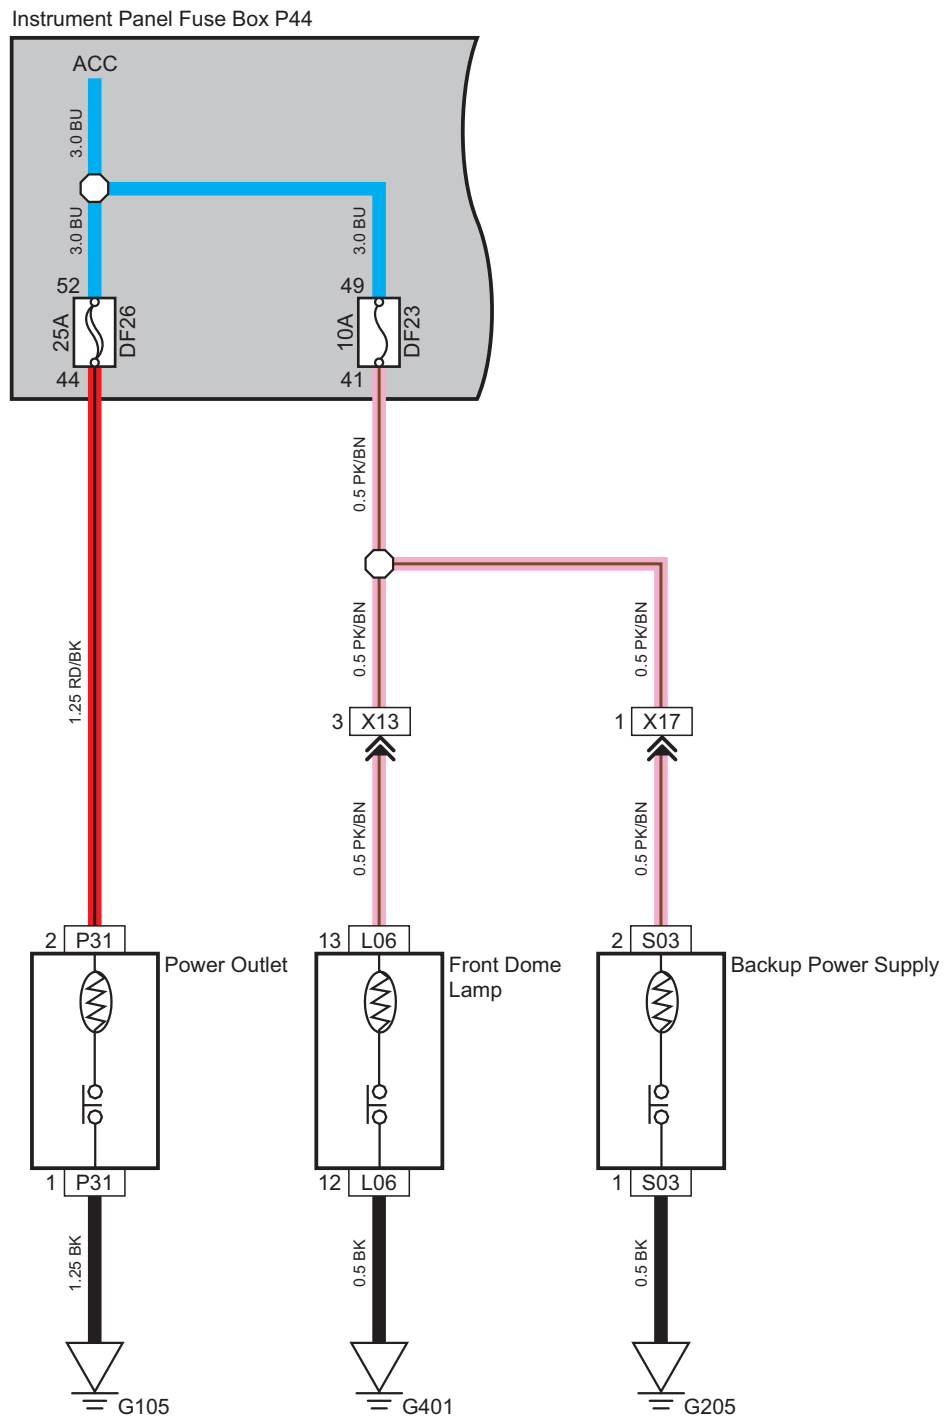 Instrument Panel Fuse Box P44
ACC
3.0 BU
3.0 BU
3.0 BU
52
49
25A
DF26
10A
DF23
44
41
0.5 PK/BN
1.25 RD/BK
0.5 PK/BN
0.5 PK/BN
3 X13
1 X17
0.5 PK/BN
0.5 PK/BN
2 P31
13 L06
2 S03
Power Outlet
Front Dome
Lamp
Backup Power Supply
1 P31
12 L06
1 S03
1.25 BK
0.5 BK
0.5 BK
G105
G401
G205